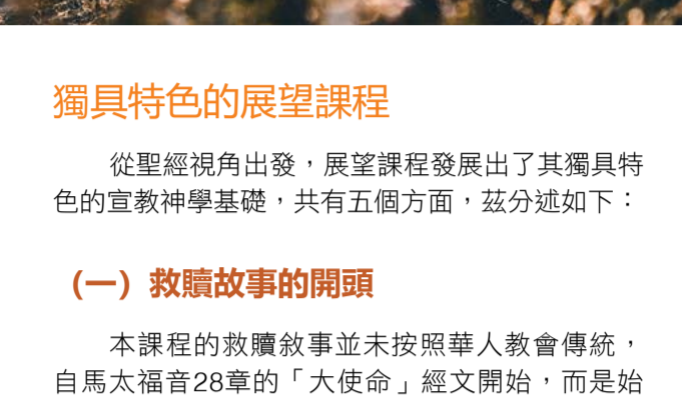 獨具特色的展望課程
從聖經視角出發，展望課程發展出了其獨具特
色的宣教神學基礎，共有五個方面，茲分述如下：
（一）救贖故事的開頭
本課程的救贖敘事並未按照華人教會傳統，
自馬太福音28章的「大使命」經文開始，而是始